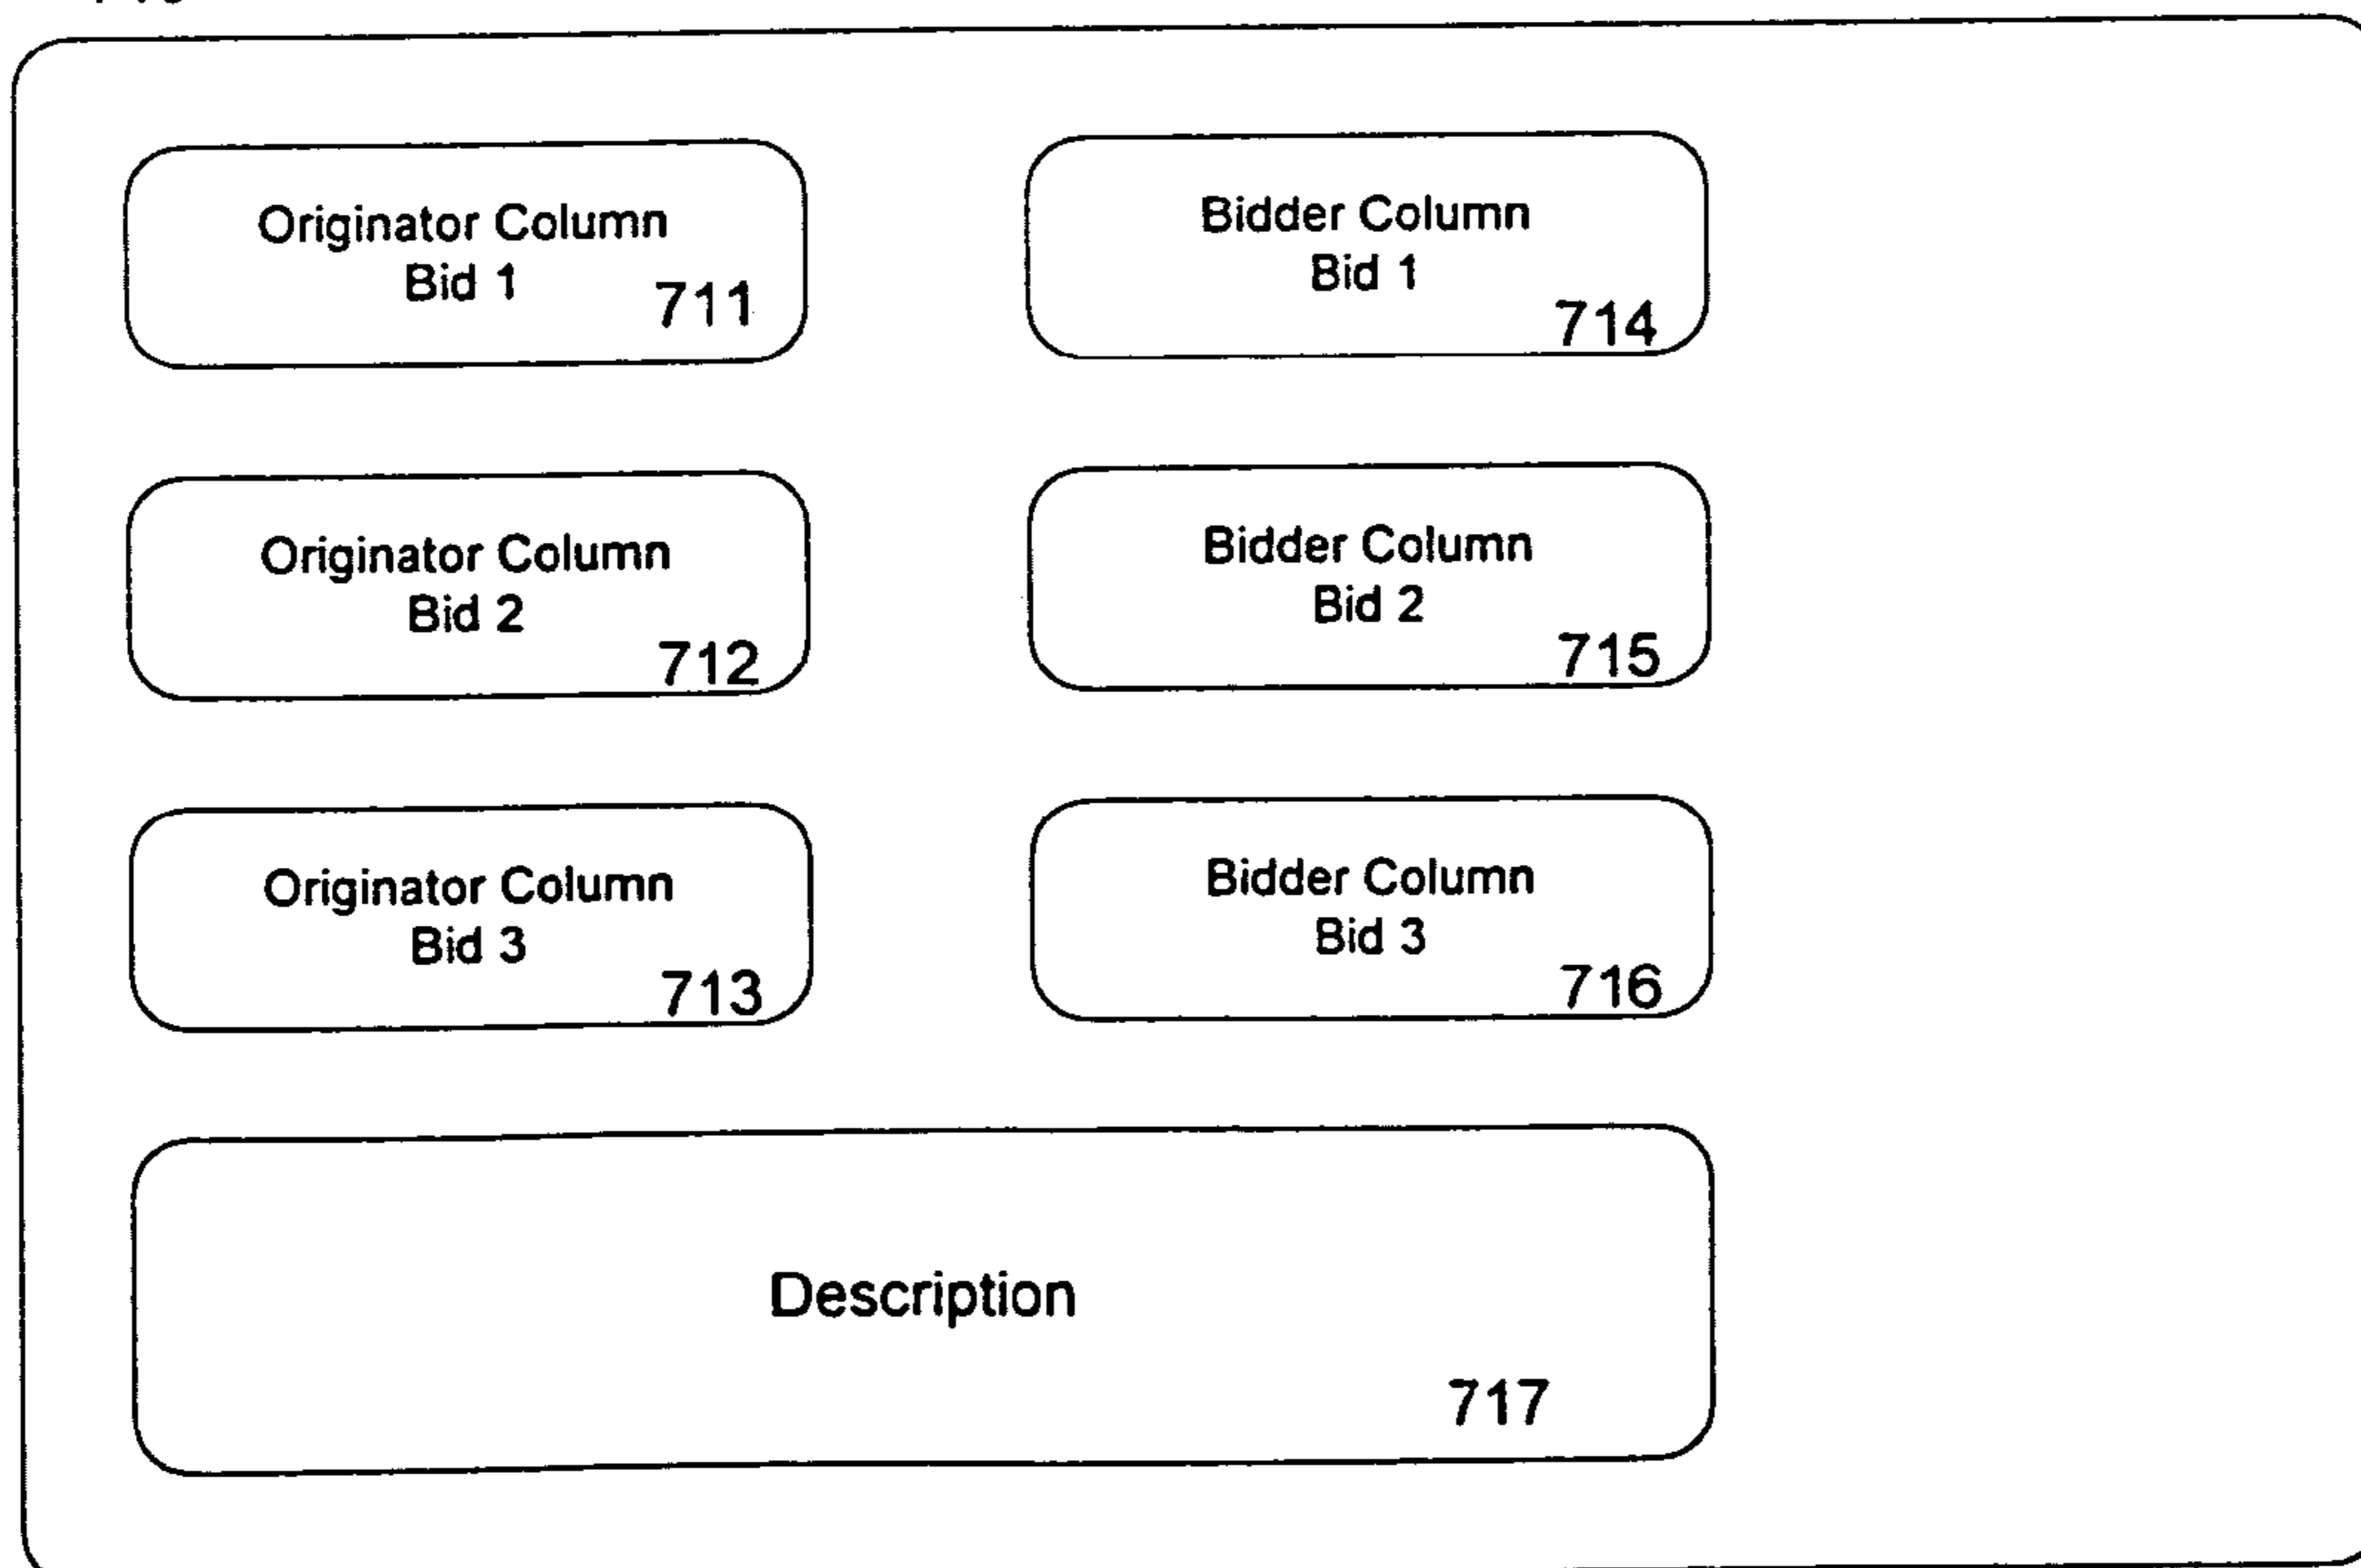 Originator Column
Bid 1
711
Bidder Column
Bid 1
714
Originator Column
Bid 2
712
Bidder Column
Bid 2
715
Originator Column
Bid 3
713
Bidder Column
Bid 3
716
Description
717